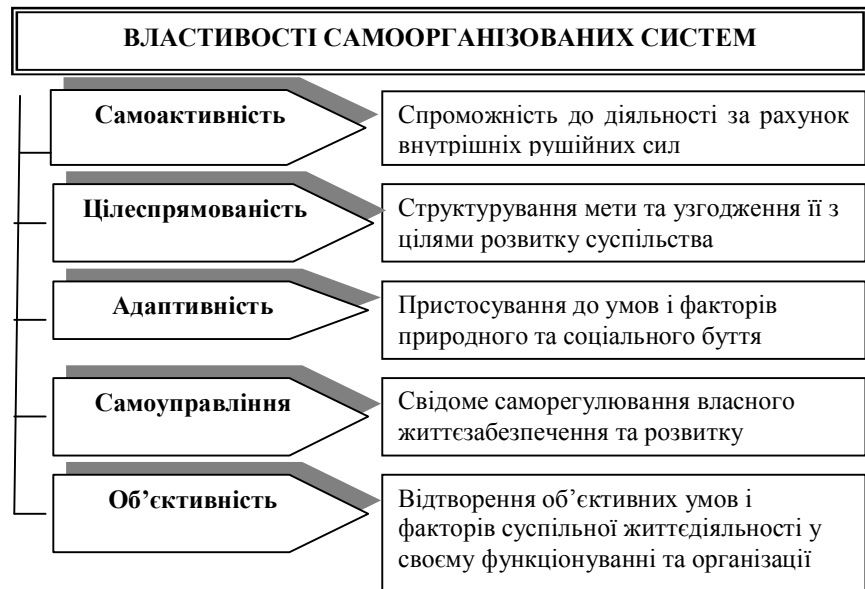 ВЛАСТИВОСТІ САМООРГАНІЗОВАНИХ СИСТЕМ
Самоактивність
Спроможність до діяльності за рахунок
внутрішніх рушійних сил
Цілеспрямованість
Структурування мети та узгодження її з
цілями розвитку суспільства
Адаптивність
Пристосування до умов і факторів
природного та соціального буття
Самоуправління
Свідоме саморегулювання власного
життєзабезпечення та розвитку
Об’єктивність
Відтворення об’єктивних умов і
факторів суспільної життєдіяльності у
своєму функціонуванні та організації